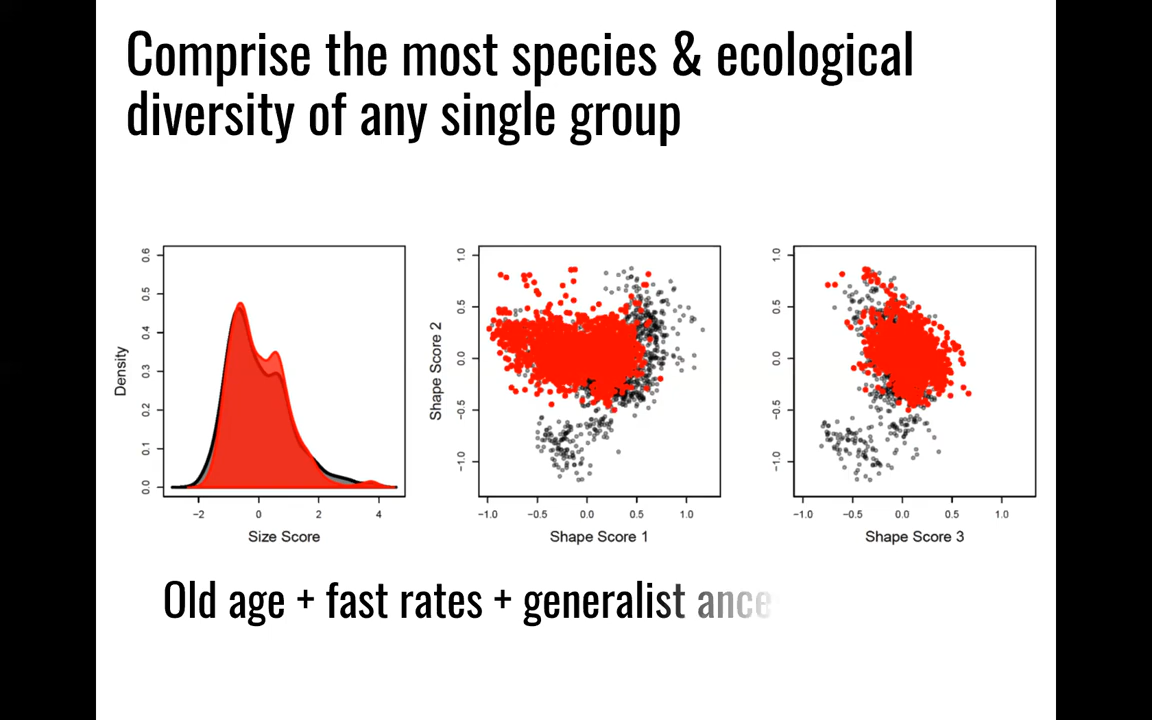 Comprise the most species & ecological
diversity of any single group
0.6
0.5
0.4
0.3
0.2
0.1
0.0
Density
−2 0 2 4
Size Score
1.0
0.5
0.0
−0.5
−1.0
Shape Score 2
−1.0 −0.5 0.0 0.5 1.0
Shape Score 1
1.0
0.5
0.0
−0.5
−1.0
−1.0 −0.5 0.0 0.5 1.0
Shape Score 3
Old age + fast rates + generalist ance